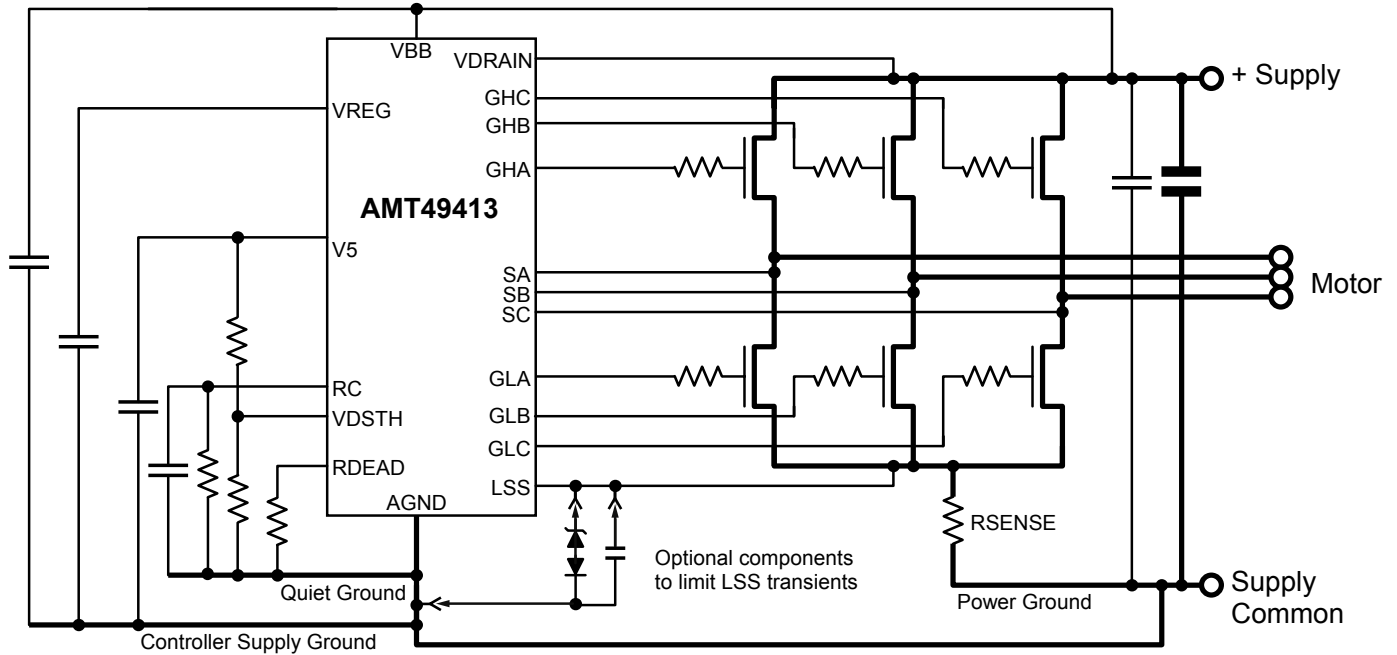 VBB
VDRAIN
+ Supply
VREG
GHC
GHB
GHA
AMT49413
V5
SA
SB
SC
Motor
RC
VDSTH
GLA
GLB
GLC
RDEAD
LSS
AGND
RSENSE
Optional components
to limit LSS transients
Quiet Ground
Power Ground
Supply
Common
Controller Supply Ground